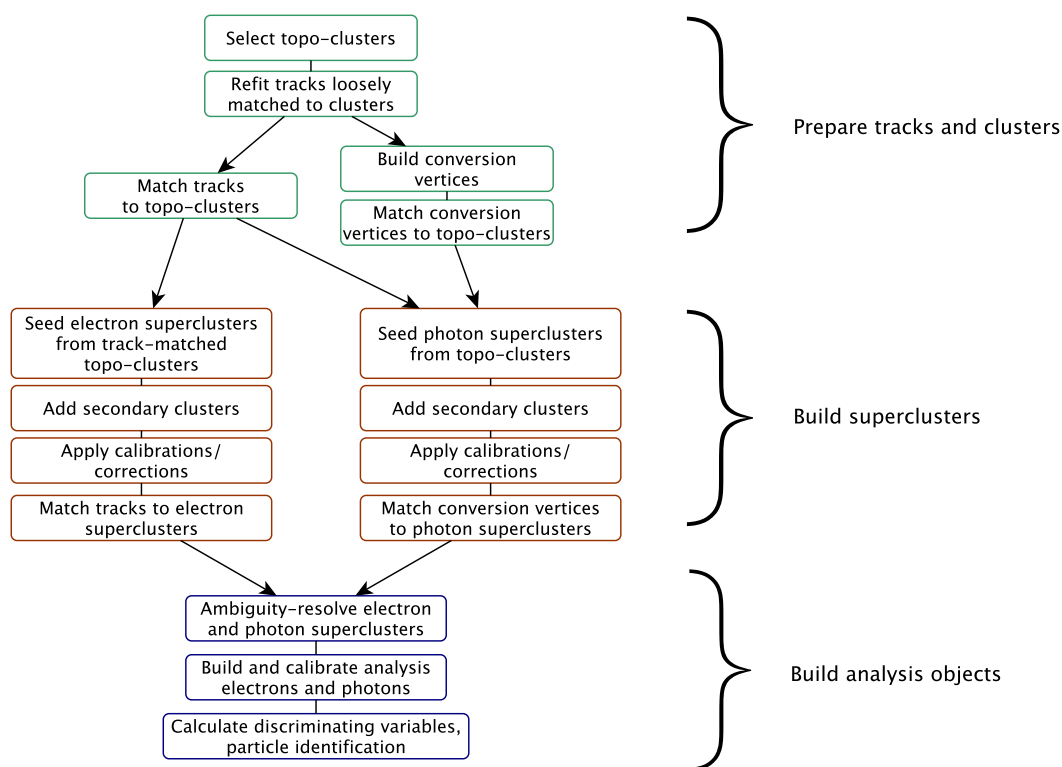 Select topo-clusters
Refit tracks loosely
matched to clusters
Build conversion
vertices
Match tracks
to topo-clusters
Match conversion
vertices to topo-clusters
Prepare tracks and clusters
Seed electron superclusters
from track-matched
topo-clusters
Add secondary clusters
Apply calibrations/
corrections
Match tracks to electron
superclusters
Seed photon superclusters
from topo-clusters
Add secondary clusters
Apply calibrations/
corrections
Match conversion vertices
to photon superclusters
Build superclusters
Ambiguity-resolve electron
and photon superclusters
Build and calibrate analysis
electrons and photons
Calculate discriminating variables,
particle identification
Build analysis objects